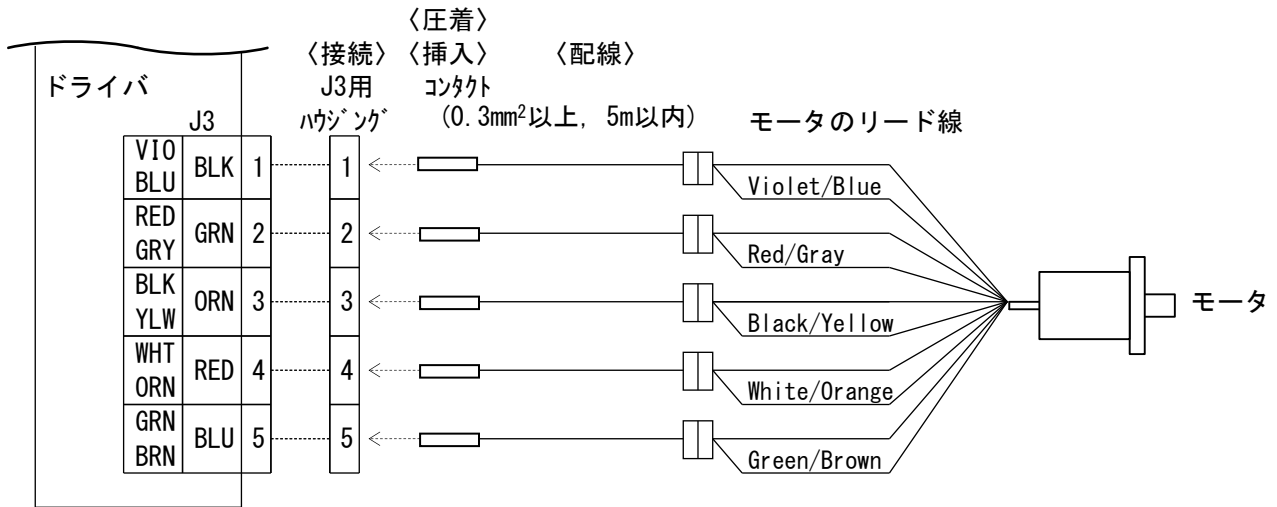 〈圧着〉
〈接続〉 〈挿入〉 〈配線〉
ドライバ J3用 ｺﾝﾀｸﾄ
J3 ﾊｳｼﾞﾝｸﾞ (0.3mm²以上, 5m以内) モータのリード線
VIO
BLU BLK 1 1 Violet/Blue
RED
GRY GRN 2 2 Red/Gray
BLK
YLW ORN 3 3 Black/Yellow
モータ
WHT
ORN RED 4 4 White/Orange
GRN
BRN BLU 5 5 Green/Brown